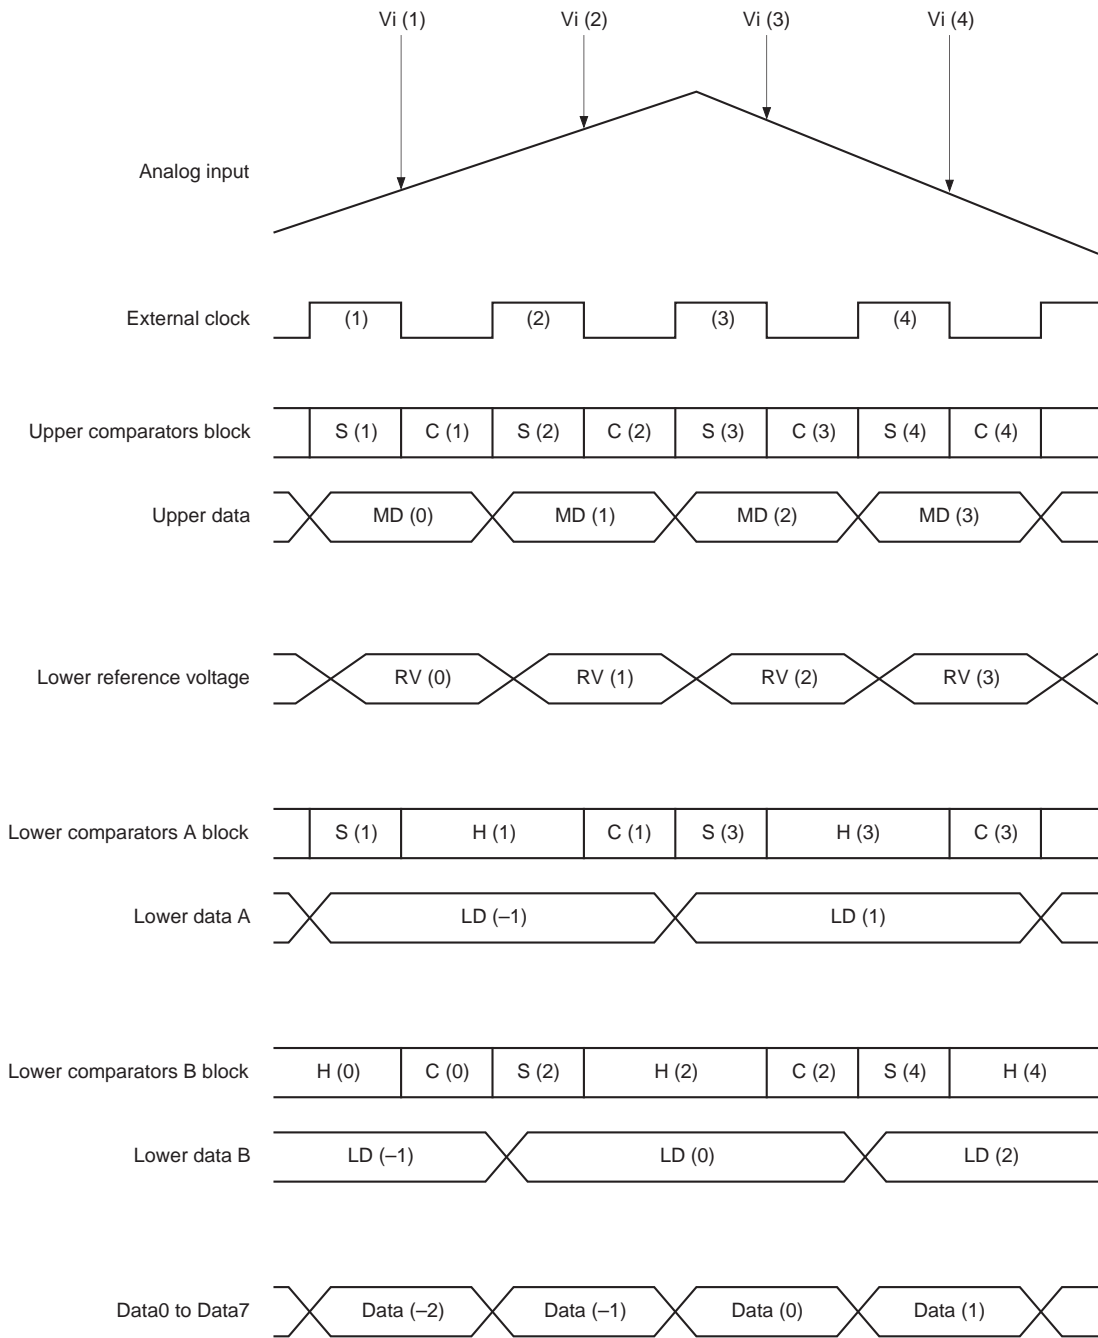 Vi (1) Vi (2) Vi (3) Vi (4)
Analog input
External clock (1) (2) (3) (4)
Upper comparators block S (1) C (1) S (2) C (2) S (3) C (3) S (4) C (4)
Upper data MD (0) MD (1) MD (2) MD (3)
Lower reference voltage RV (0) RV (1) RV (2) RV (3)
Lower comparators A block S (1) H (1) C (1) S (3) H (3) C (3)
Lower data A LD (–1) LD (1)
Lower comparators B block H (0) C (0) S (2) H (2) C (2) S (4) H (4)
Lower data B LD (–1) LD (0) LD (2)
Data0 to Data7 Data (–2) Data (–1) Data (0) Data (1)